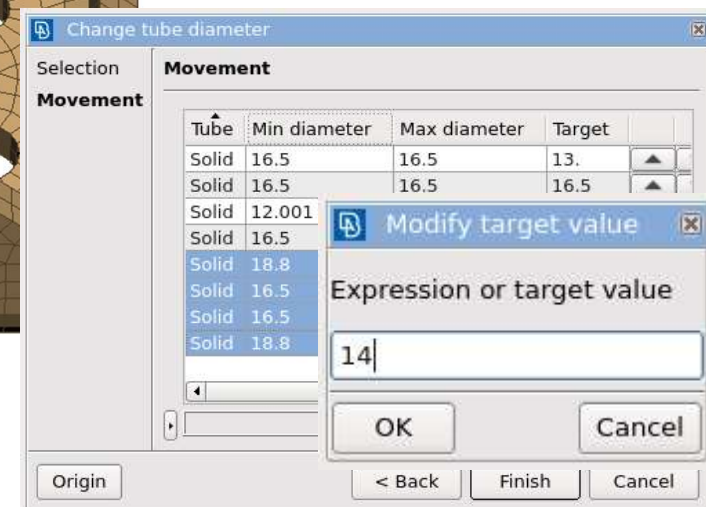 Change tube diameter
Selection
Movement
Movement
Tube Min diameter Max diameter Target
Solid 16.5 16.5 13.
Solid 16.5 16.5 16.5
Solid 12.001
Solid 16.5
Solid 18.8
Solid 16.5
Solid 16.5
Solid 18.8
Modify target value
Expression or target value
14
OK Cancel
Origin < Back Finish Cancel